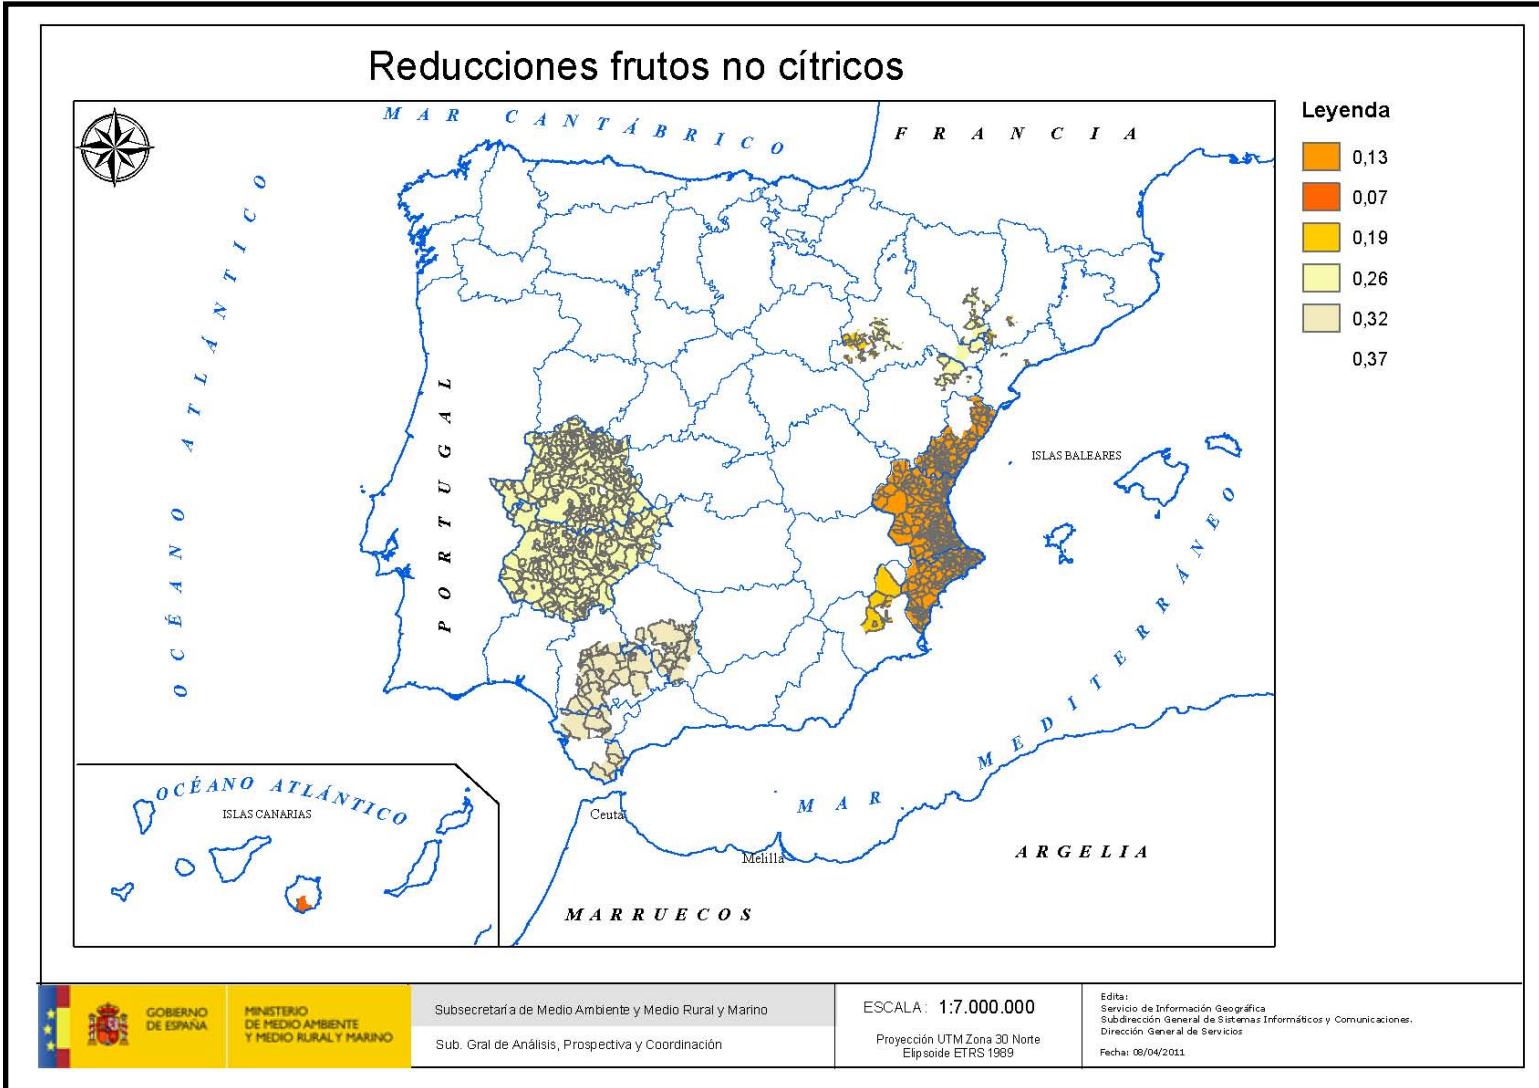 Reducciones frutos no cítricos
MAR CANTÁBRICO
FRANCIA
OCÉANO ATLÁNTICO
PORTUGAL
ISLAS BALEARES
MAR MEDITERRÁNEO
OCÉANO ATLÁNTICO
ISLAS CANARIAS
Ceuta
Melilla
ARGELIA
MARRUECOS
Leyenda
0,13
0,07
0,19
0,26
0,32
0,37
GOBIERNO
DE ESPAÑA
MINISTERIO
DE MEDIO AMBIENTE
Y MEDIO RURAL Y MARINO
Subsecretaría de Medio Ambiente y Medio Rural y Marino
Sub. Gral de Análisis, Prospectiva y Coordinación
ESCALA: 1:7.000.000
Proyección UTM Zona 30 Norte
Elipsoide ETRS 1989
Edita:
Servicio de Información Geográfica
Subdirección General de Sistemas Informáticos y Comunicaciones.
Dirección General de Servicios
Fecha: 08/04/2011